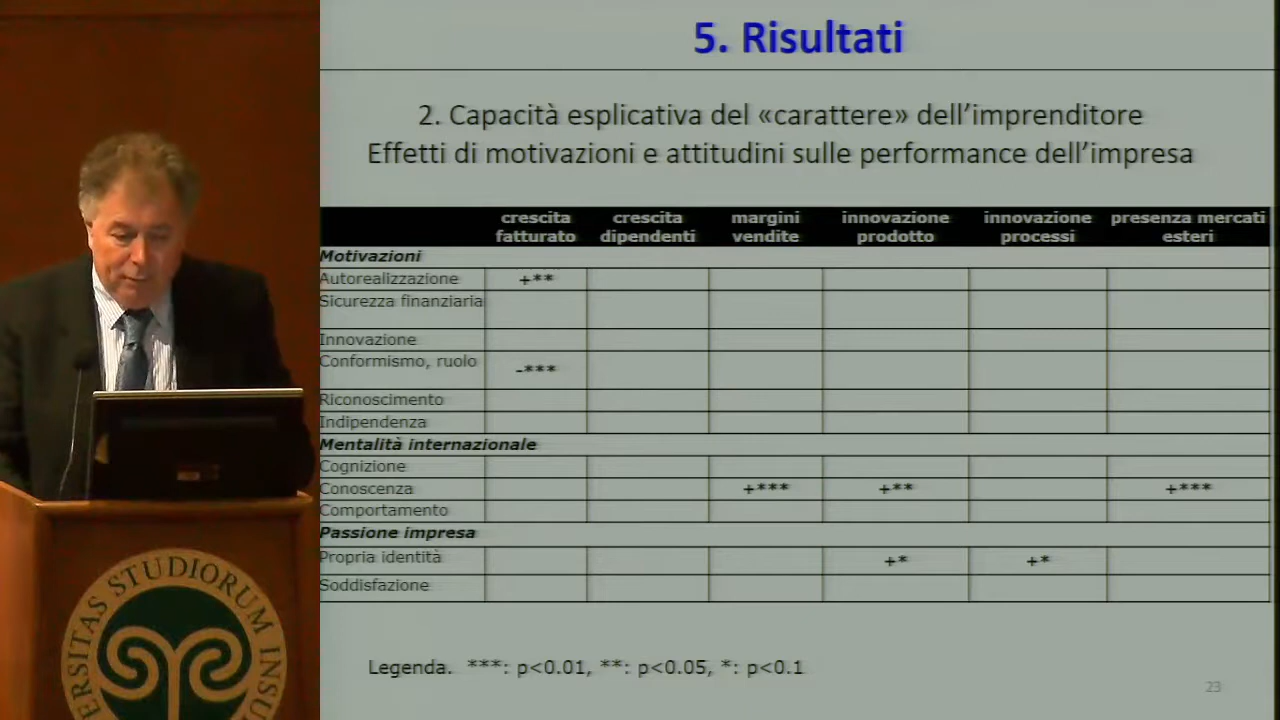 5. Risultati
2. Capacità esplicativa del «carattere» dell'imprenditore
Effetti di motivazioni e attitudini sulle performance dell'impresa
crescita fatturato crescita dipendenti margini vendite innovazione prodotto innovazione processi presenza mercati esteri
Motivazioni
Autorealizzazione +**
Sicurezza finanziaria
Innovazione
Conformismo, ruolo -***
Riconoscimento
Indipendenza
Mentalità internazionale
Cognizione
Conoscenza +*** +** +***
Comportamento
Passione impresa
Propria identità +* +*
Soddisfazione
Legenda. ***: p<0.01, **: p<0.05, *: p<0.1
23
ERSITAS STUDIORUM INSU